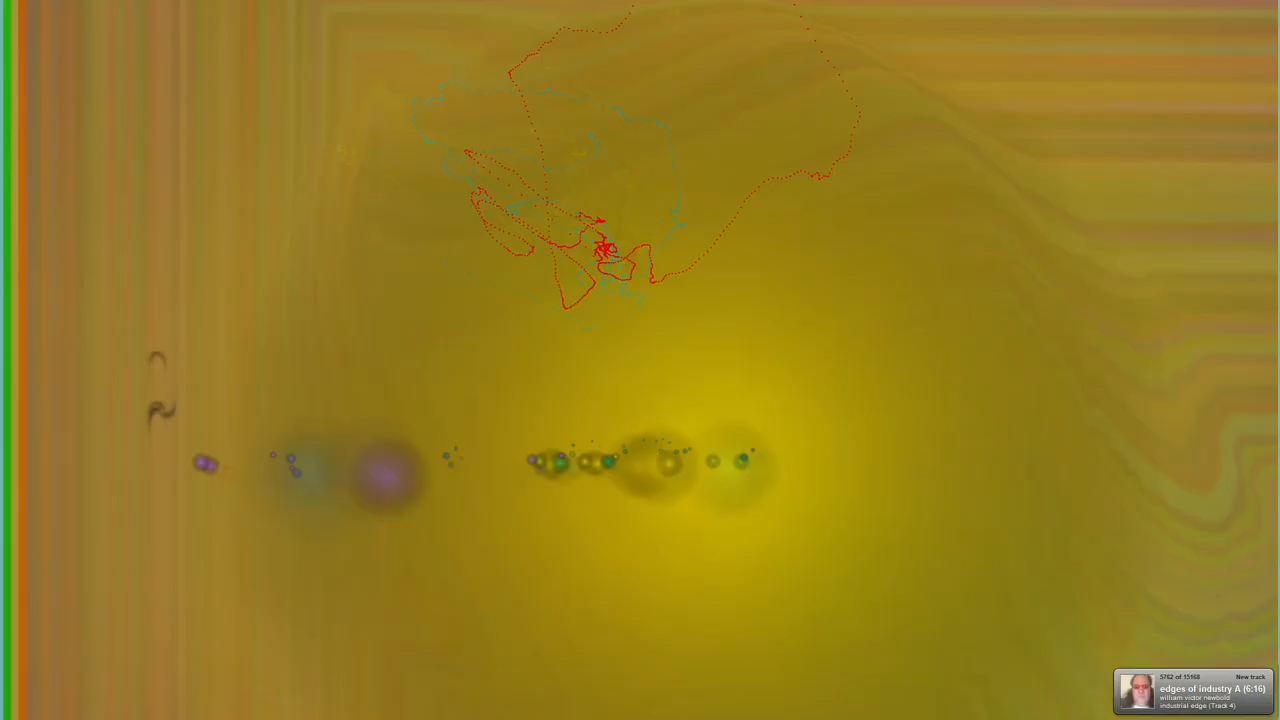 5762 of 15168 New track
edges of industry A (6:16)
william victor newbold
industrial edge (Track 4)